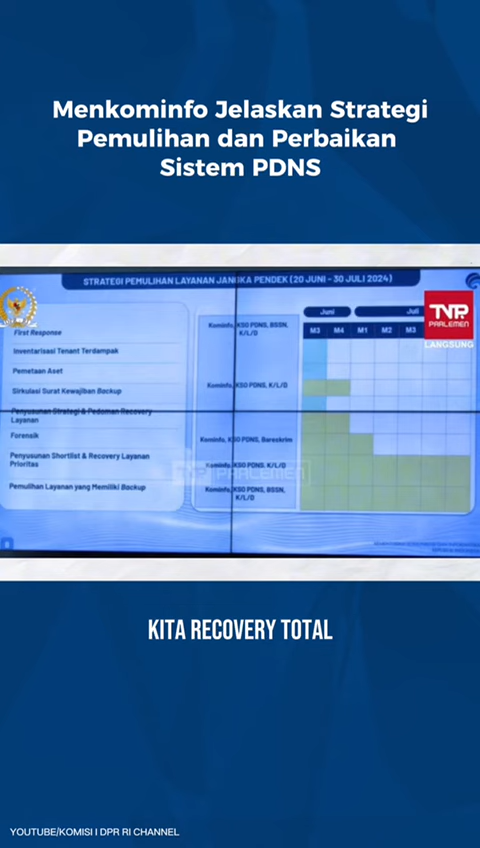 Menkominfo Jelaskan Strategi
Pemulihan dan Perbaikan
Sistem PDNS
STRATEGI PEMULIHAN LAYANAN JANGKA PENDEK (20 JUNI - 30 JULI 2024)
TVR
PARLEMEN
LANGSUNG
Juni
Juli
M3 M4 M1 M2 M3
First Response
Kominfo, KSO PDNS, BSSN,
K/L/D
Inventarisasi Tenant Terdampak
Pemetaan Aset
Sirkulasi Surat Kewajiban Backup
Kominfo, KSO PDNS, K/L/D
Penyusunan Strategi & Pedoman Recovery
Layanan
Forensik
Kominfo, KSO PDNS, Bareskrim
Penyusunan Shortlist & Recovery Layanan
Prioritas
Kominfo, KSO PDNS, K/L/D
PARLEMEN
Pemulihan Layanan yang Memiliki Backup
Kominfo, KSO PDNS, BSSN,
K/L/D
KITA RECOVERY TOTAL
YOUTUBE/KOMISI I DPR RI CHANNEL